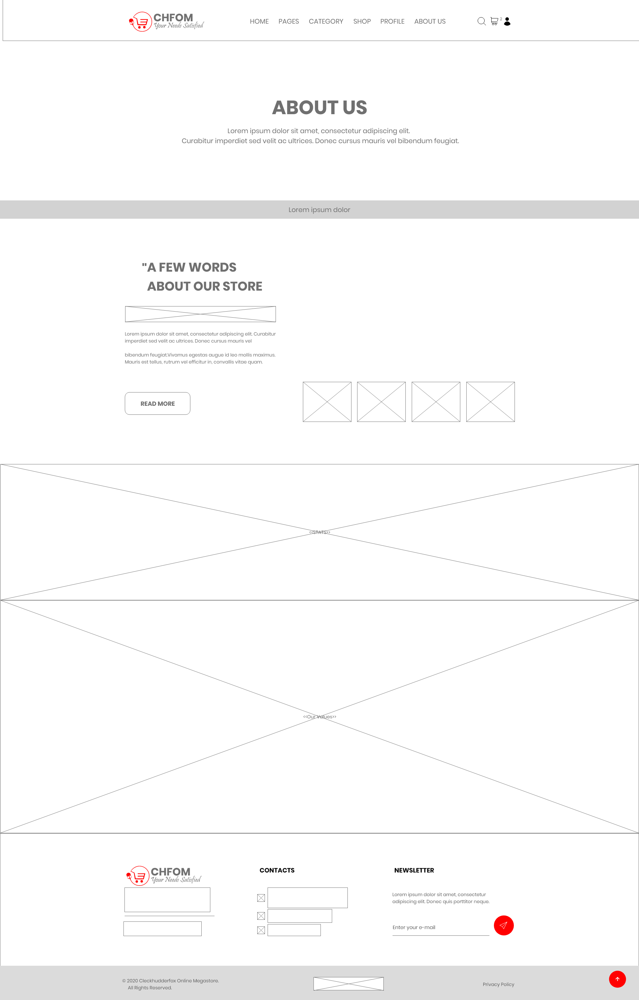 CHFOM
Your Needs Satisfied
HOME PAGES CATEGORY SHOP PROFILE ABOUT US
2
ABOUT US
Lorem ipsum dolor sit amet, consectetur adipiscing elit.
Curabitur imperdiet sed velit ac ultrices. Donec cursus mauris vel bibendum feugiat.
Lorem ipsum dolor
"A FEW WORDS
ABOUT OUR STORE
Lorem ipsum dolor sit amet, consectetur adipiscing elit. Curabitur
imperdiet sed velit ac ultrices. Donec cursus mauris vel
bibendum feugiat.Vivamus egestas augue id leo mollis maximus.
Mauris est tellus, rutrum vel efficitur in, convallis vitae quam.
READ MORE
<<STATS>>
<<Our Values>>
CHFOM
Your Needs Satisfied
CONTACTS
NEWSLETTER
Lorem ipsum dolor sit amet, consectetur
adipiscing elit. Donec quis porttitor neque.
Enter your e-mail
© 2020 Cleckhudderfax Online Megastore.
All Rights Reserved.
Privacy Policy